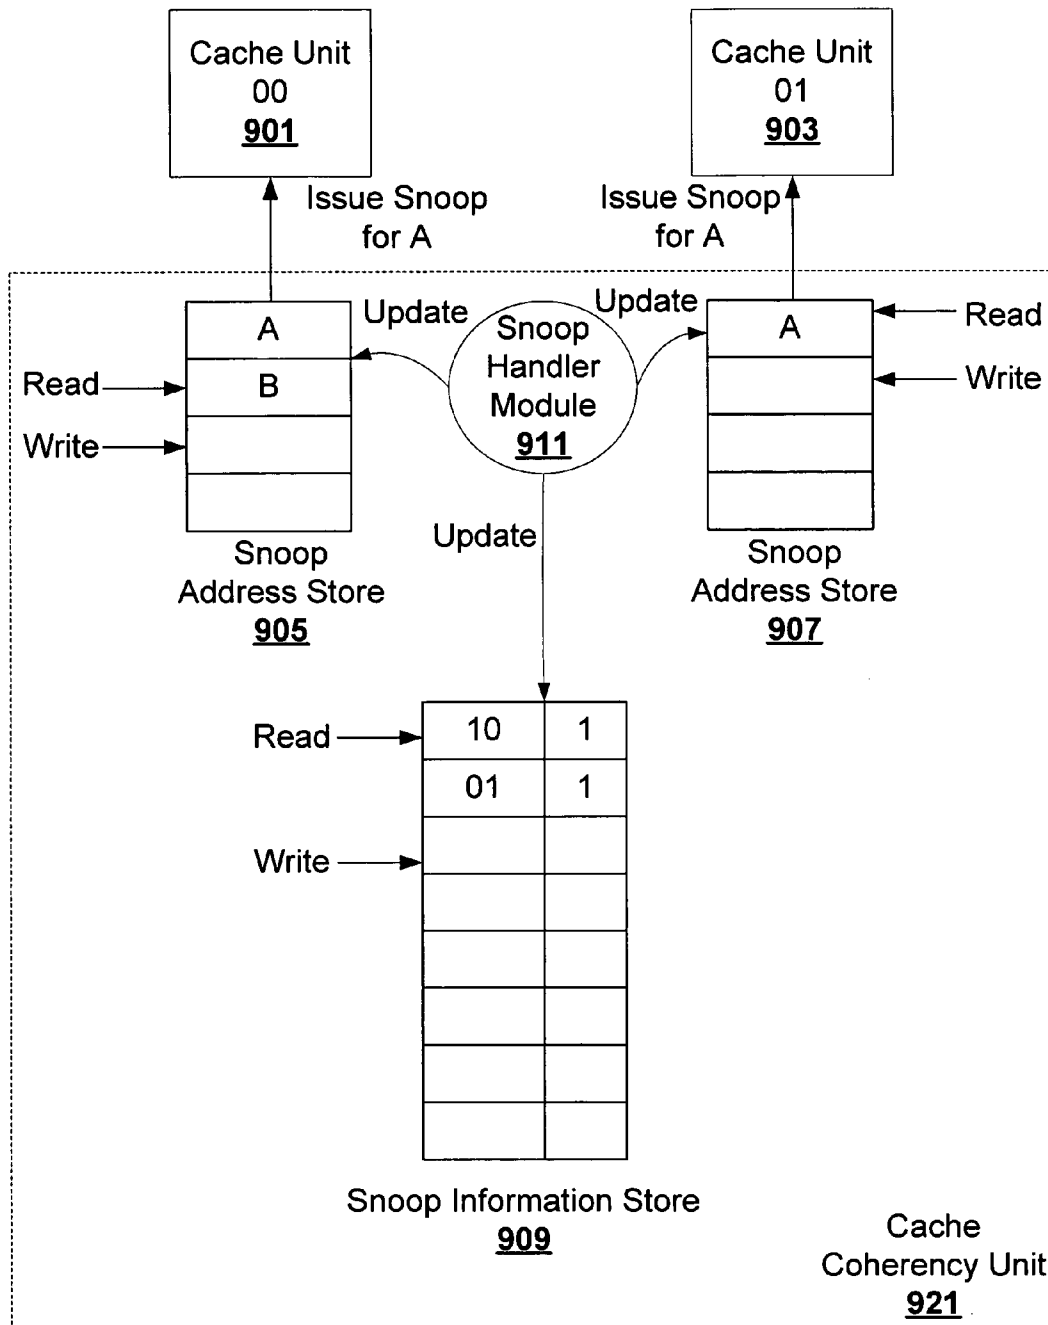 Cache Unit
00
901
Cache Unit
01
903
Issue Snoop
for A
Issue Snoop
for A
A
Update
Snoop
Handler
Module
911
Update
A
Read
Read
B
Write
Write
Snoop
Address Store
905
Update
Snoop
Address Store
907
Read
10
1
01
1
Write
Snoop Information Store
909
Cache
Coherency Unit
921